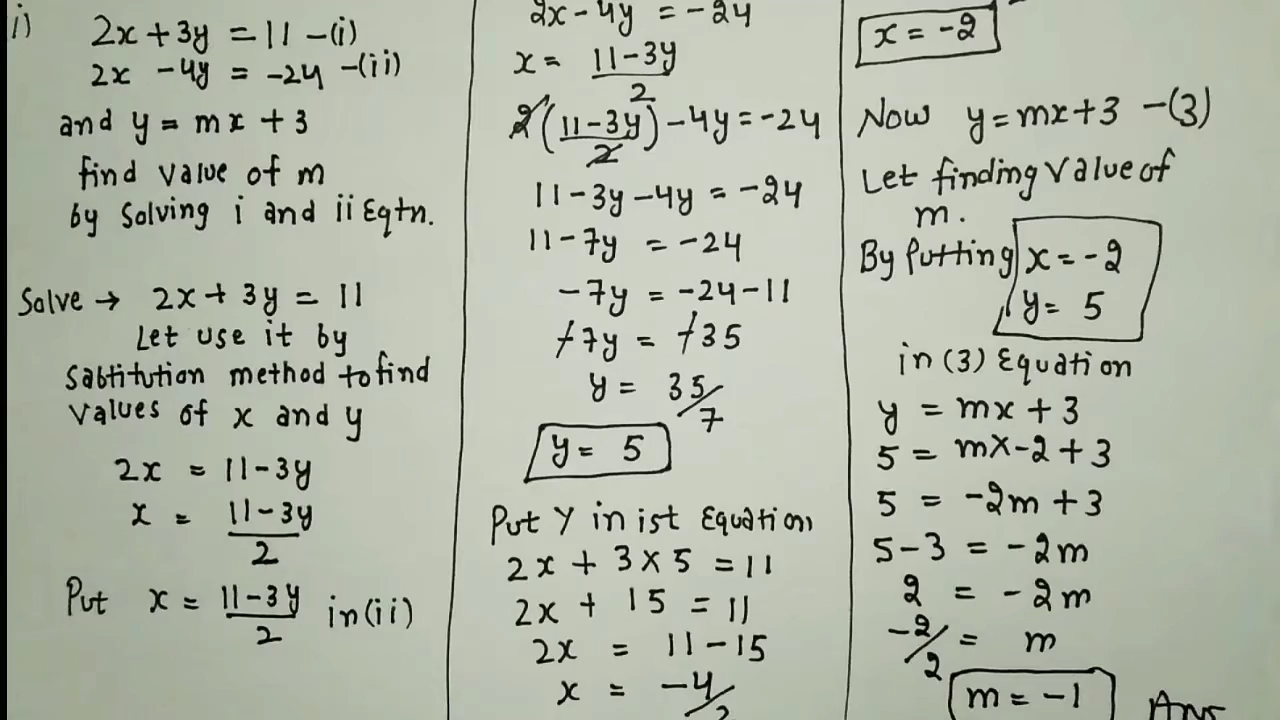 i) 2x + 3y = 11 -(i)
2x - 4y = -24 -(ii)
and y = mx + 3
find value of m
by solving i and ii Eqtn.
Solve → 2x + 3y = 11
Let use it by
Sabtitution method to find
values of x and y
2x = 11-3y
x = 11-3y/2
Put x = 11-3y/2 in (ii)
2x - 4y = -24
x = 11-3y/2
2(11-3y/2) - 4y = -24
11-3y-4y = -24
11-7y = -24
-7y = -24-11
-7y = -35
y = 35/7
y = 5
Put Y in ist Equation
2x + 3 × 5 = 11
2x + 15 = 11
2x = 11-15
x = -4/2
x = -2
Now y = mx+3 -(3)
Let finding value of
m.
By putting x = -2
y = 5
in (3) Equation
y = mx + 3
5 = m×-2 + 3
5 = -2m + 3
5-3 = -2m
2 = -2m
-2/2 = m
m = -1 Ans